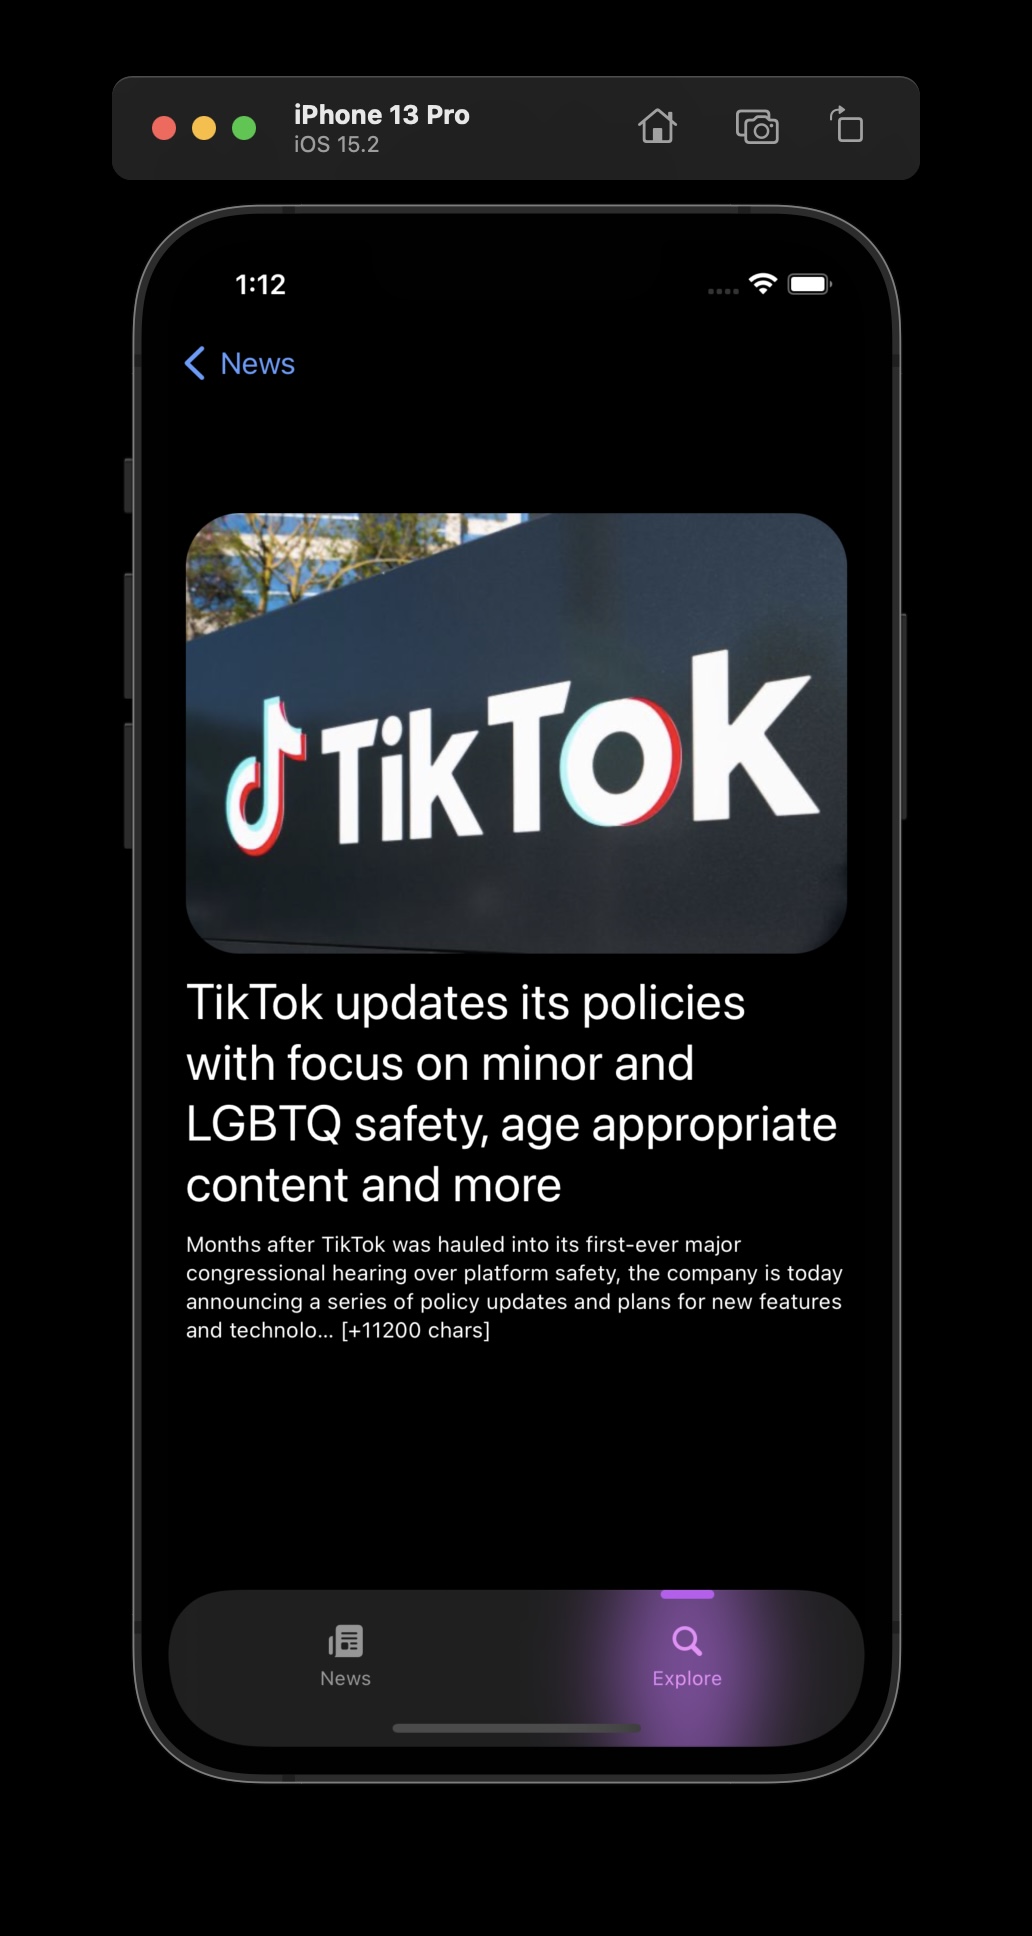 iPhone 13 Pro
iOS 15.2
1:12
News
TikTok
TikTok updates its policies
with focus on minor and
LGBTQ safety, age appropriate
content and more
Months after TikTok was hauled into its first-ever major
congressional hearing over platform safety, the company is today
announcing a series of policy updates and plans for new features
and technolo... [+11200 chars]
News
Explore